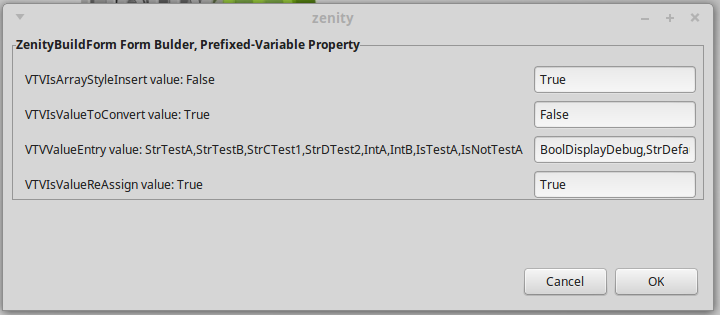 zenity
ZenityBuildForm Form Bulder, Prefixed-Variable Property
VTVIsArrayStyleInsert value: False True
VTVIsValueToConvert value: True False
VTVValueEntry value: StrTestA,StrTestB,StrCTest1,StrDTest2,IntA,IntB,IsTestA,IsNotTestA BoolDisplayDebug,StrDefa
VTVIsValueReAssign value: True True
Cancel OK